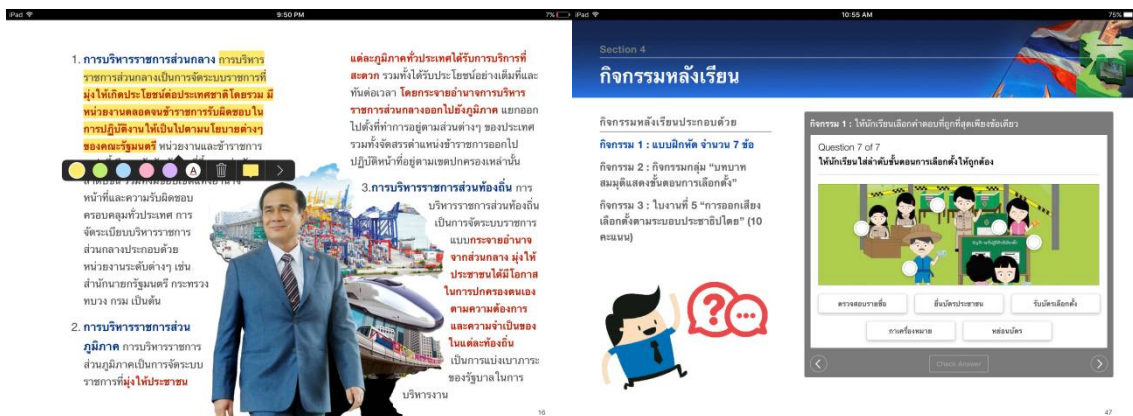 iPad
9:50 PM
7%
1. การบริหารราชการส่วนกลาง การบริหาร
ราชการส่วนกลางเป็นการจัดระบบราชการที่
มุ่งให้เกิดประโยชน์ต่อประเทศชาติโดยรวม มี
หน่วยงานตลอดจนข้าราชการรับผิดชอบใน
การปฏิบัติงานให้เป็นไปตามนโยบายต่างๆ
ของคณะรัฐมนตรี หน่วยงานและข้าราชการ
A
หน้าที่และความรับผิดชอบ
ครอบคลุมทั่วประเทศ การ
จัดระเบียบบริหารราชการ
ส่วนกลางประกอบด้วย
หน่วยงานระดับต่างๆ เช่น
สำนักนายกรัฐมนตรี กระทรวง
ทบวง กรม เป็นต้น
2. การบริหารราชการส่วน
ภูมิภาค การบริหารราชการ
ส่วนภูมิภาคเป็นการจัดระบบ
ราชการที่มุ่งให้ประชาชน
แต่ละภูมิภาคทั่วประเทศได้รับการบริการที่
สะดวก รวมทั้งได้รับประโยชน์อย่างเต็มที่และ
ทันต่อเวลา โดยกระจายอำนาจการบริหาร
ราชการส่วนกลางออกไปยังภูมิภาค แยกออก
ไปตั้งที่ทำการอยู่ตามส่วนต่างๆ ของประเทศ
รวมทั้งจัดสรรตำแหน่งข้าราชการออกไป
ปฏิบัติหน้าที่อยู่ตามเขตปกครองเหล่านั้น
3.การบริหารราชการส่วนท้องถิ่น การ
บริหารราชการส่วนท้องถิ่น
เป็นการจัดระบบราชการ
แบบกระจายอำนาจ
จากส่วนกลาง มุ่งให้
ประชาชนได้มีโอกาส
ในการปกครองตนเอง
ตามความต้องการ
และความจำเป็นของ
ในแต่ละท้องถิ่น
เป็นการแบ่งเบาภาระ
ของรัฐบาลในการ
บริหารงาน
16
iPad
10:55 AM
75%
Section 4
กิจกรรมหลังเรียน
กิจกรรมหลังเรียนประกอบด้วย
กิจกรรม 1 : แบบฝึกหัด จำนวน 7 ข้อ
กิจกรรม 2 : กิจกรรมกลุ่ม “บทบาท
สมมุติแสดงขั้นตอนการเลือกตั้ง”
กิจกรรม 3 : ใบงานที่ 5 “การออกเสียง
เลือกตั้งตามระบอบประชาธิปไตย” (10
คะแนน)
กิจกรรม 1 : ให้นักเรียนเลือกคำตอบที่ถูกที่สุดเพียงข้อเดียว
Question 7 of 7
ให้นักเรียนใส่ลำดับขั้นตอนการเลือกตั้งให้ถูกต้อง
ตรวจสอบรายชื่อ
ยื่นบัตรประชาชน
รับบัตรเลือกตั้ง
กาเครื่องหมาย
หย่อนบัตร
Check Answer
47